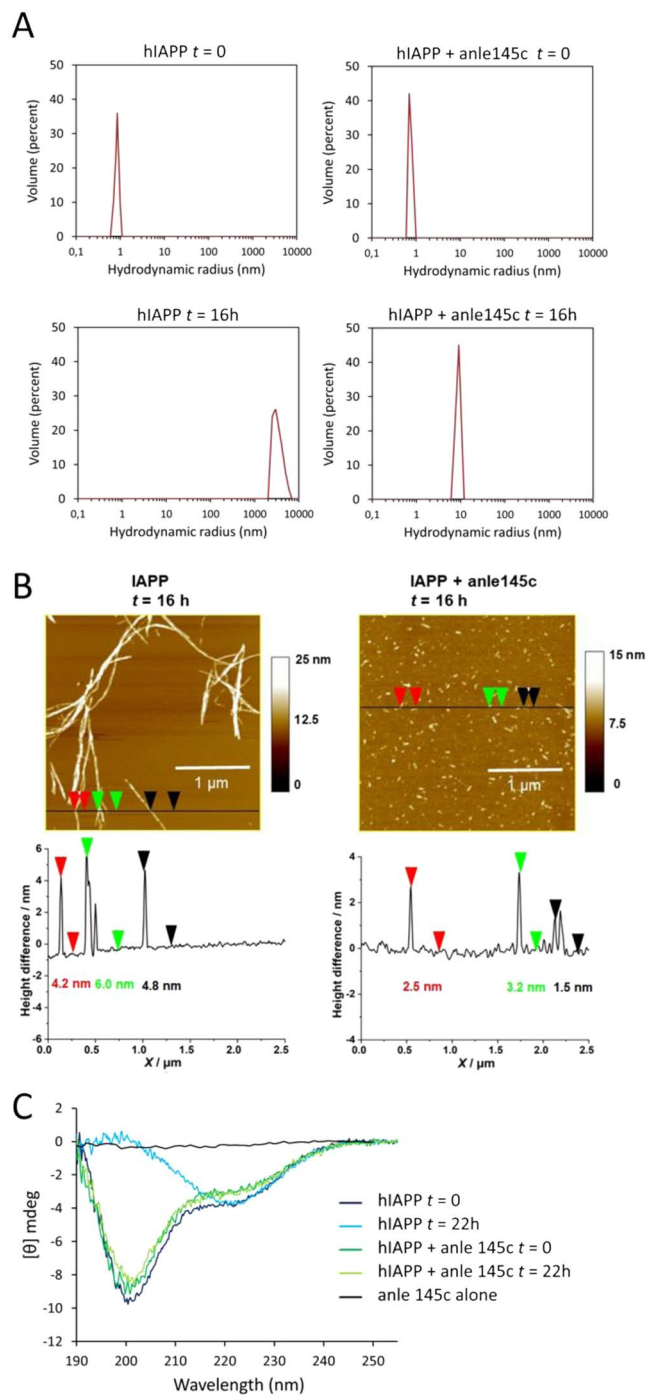 A
hIAPP t = 0
50
40
30
20
10
0
Volume (percent)
0,1 1 10 100 1000 10000
Hydrodynamic radius (nm)
hIAPP + anle145c t = 0
50
40
30
20
10
0
Volume (percent)
0,1 1 10 100 1000 10000
Hydrodynamic radius (nm)
hIAPP t = 16h
50
40
30
20
10
0
Volume (percent)
0,1 1 10 100 1000 10000
Hydrodynamic radius (nm)
hIAPP + anle145c t = 16h
50
40
30
20
10
0
Volume (percent)
0,1 1 10 100 1000 10000
Hydrodynamic radius (nm)
B
IAPP
t = 16 h
25 nm
12.5
0
1 µm
IAPP + anle145c
t = 16 h
15 nm
7.5
0
1 µm
6
4
2
0
-2
-4
-6
Height difference / nm
4.2 nm 6.0 nm 4.8 nm
0.0 0.5 1.0 1.5 2.0 2.5
X / µm
4
2
0
-2
-4
Height difference / nm
2.5 nm 3.2 nm 1.5 nm
0.0 0.5 1.0 1.5 2.0 2.5
X / µm
C
2
0
-2
-4
-6
-8
-10
-12
[θ] mdeg
190 200 210 220 230 240 250
Wavelength (nm)
hIAPP t = 0
hIAPP t = 22h
hIAPP + anle 145c t = 0
hIAPP + anle 145c t = 22h
anle 145c alone